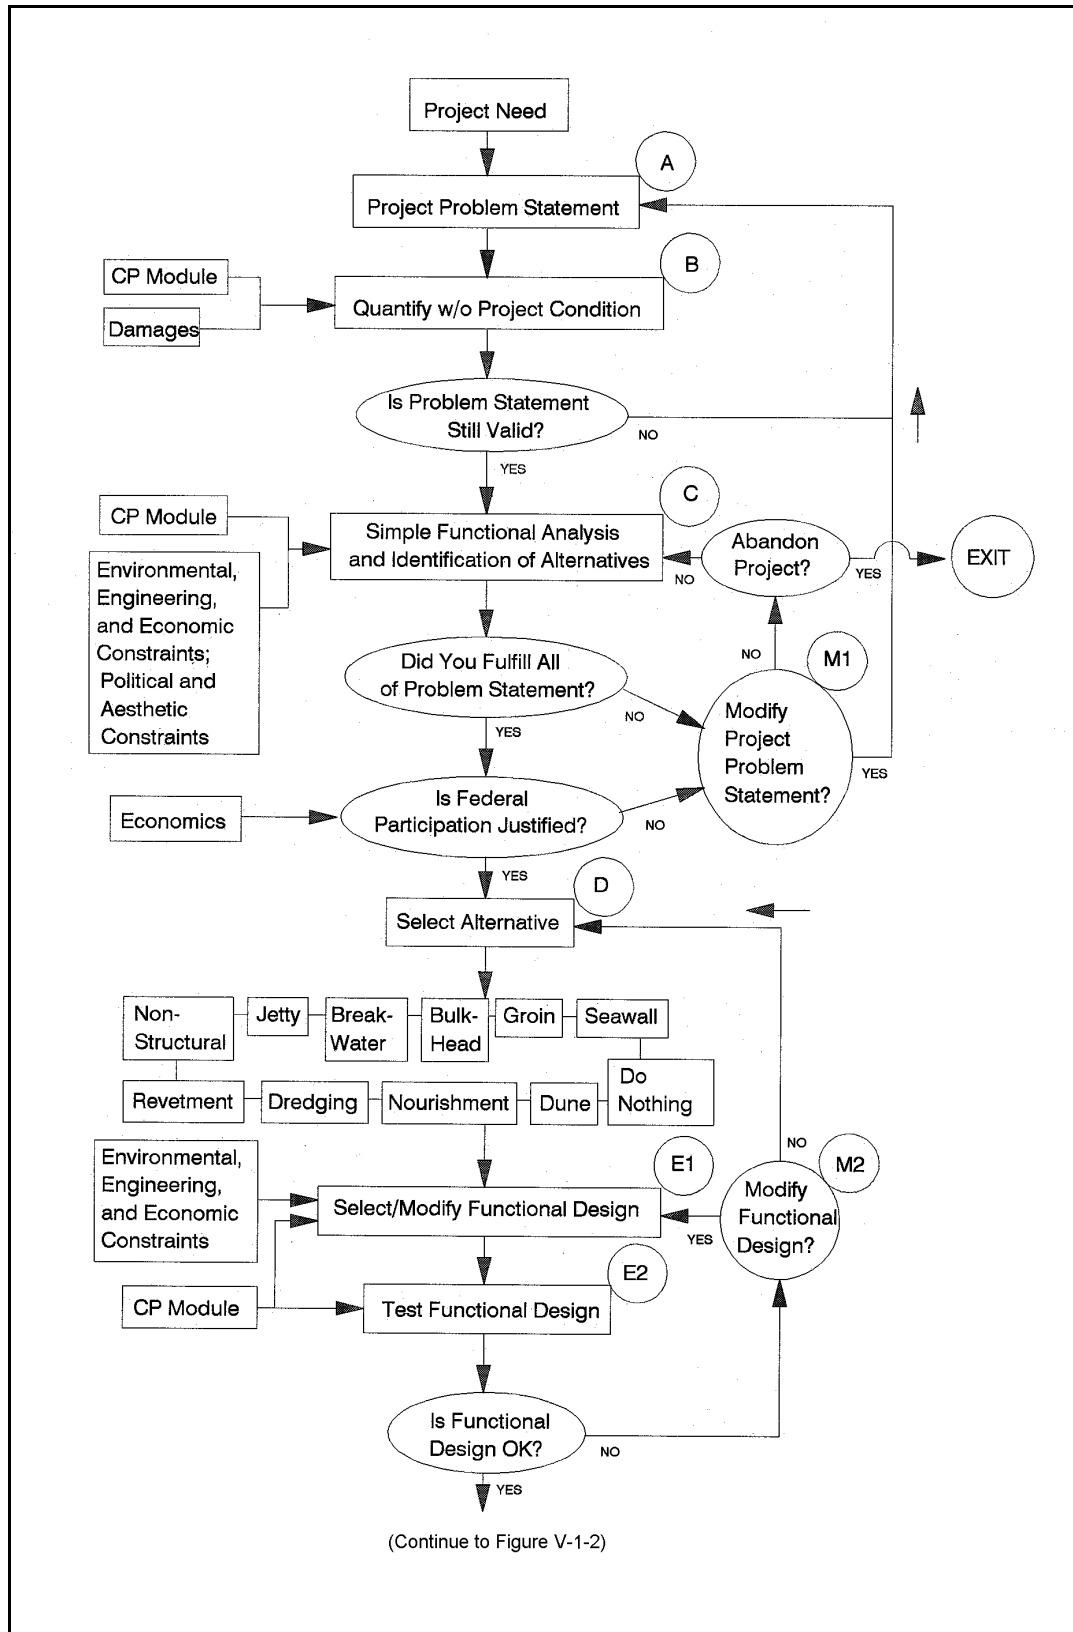 Project Need
A
Project Problem Statement
B
CP Module
Quantify w/o Project Condition
Damages
Is Problem Statement
Still Valid?
NO
YES
C
CP Module
Simple Functional Analysis
and Identification of Alternatives
Abandon
Project?
NO
YES
EXIT
Environmental,
Engineering,
and Economic
Constraints;
Political and
Aesthetic
Constraints
Did You Fulfill All
of Problem Statement?
NO
YES
NO
M1
Modify
Project
Problem
Statement?
YES
Economics
Is Federal
Participation Justified?
NO
YES
D
Select Alternative
Non-
Structural
Jetty
Break-
Water
Bulk-
Head
Groin
Seawall
Revetment
Dredging
Nourishment
Dune
Do
Nothing
Environmental,
Engineering,
and Economic
Constraints
E1
Select/Modify Functional Design
YES
NO
M2
Modify
Functional
Design?
E2
CP Module
Test Functional Design
Is Functional
Design OK?
NO
YES
(Continue to Figure V-1-2)